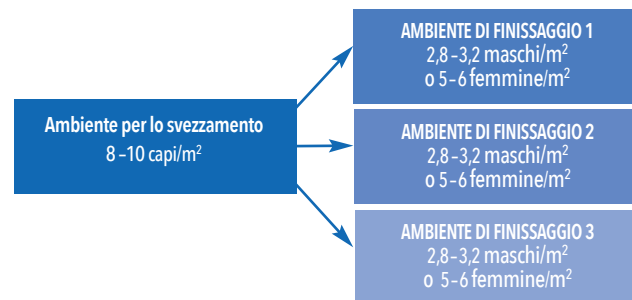 Ambiente per lo svezzamento
8–10 capi/m²
AMBIENTE DI FINISSAGGIO 1
2,8–3,2 maschi/m²
o 5–6 femmine/m²
AMBIENTE DI FINISSAGGIO 2
2,8–3,2 maschi/m²
o 5–6 femmine/m²
AMBIENTE DI FINISSAGGIO 3
2,8–3,2 maschi/m²
o 5–6 femmine/m²